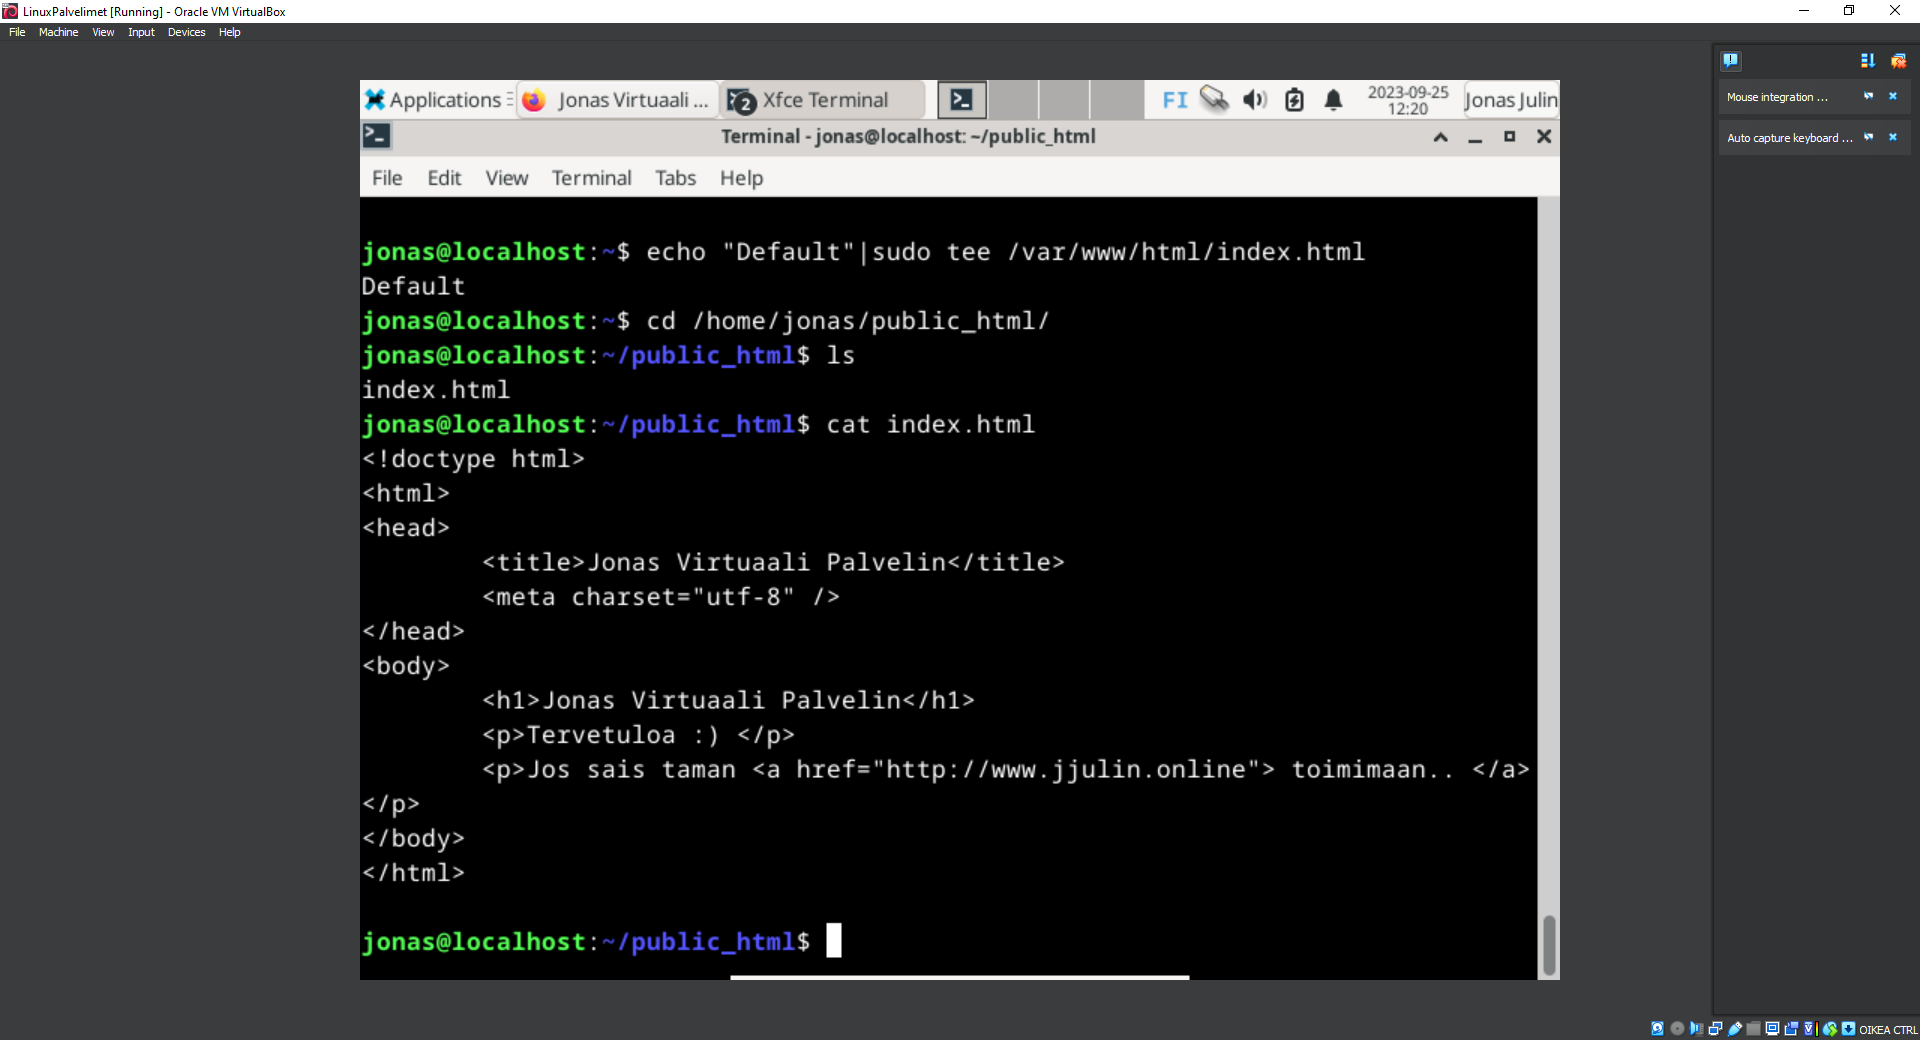 LinuxPalvelimet [Running] - Oracle VM VirtualBox
File Machine View Input Devices Help
Applications Jonas Virtuaali ... 2 Xfce Terminal FI 2023-09-25 12:20 Jonas Julin
Terminal - jonas@localhost: ~/public_html
File Edit View Terminal Tabs Help
jonas@localhost:~$ echo "Default"|sudo tee /var/www/html/index.html
Default
jonas@localhost:~$ cd /home/jonas/public_html/
jonas@localhost:~/public_html$ ls
index.html
jonas@localhost:~/public_html$ cat index.html
<!doctype html>
<html>
<head>
        <title>Jonas Virtuaali Palvelin</title>
        <meta charset="utf-8" />
</head>
<body>
        <h1>Jonas Virtuaali Palvelin</h1>
        <p>Tervetuloa :) </p>
        <p>Jos sais taman <a href="http://www.jjulin.online"> toimimaan.. </a>
</p>
</body>
</html>
jonas@localhost:~/public_html$
Mouse integration ...
Auto capture keyboard ...
OIKEA CTRL